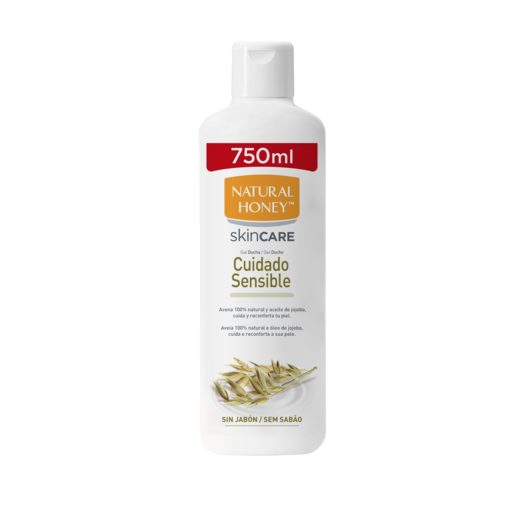 750ml
NATURAL
HONEY™
skinCARE
Gel Ducha / Gel Duche
Cuidado
Sensible
Avena 100% natural y aceite de jojoba,
cuida y reconforta tu piel.
Aveia 100% natural e óleo de jojoba,
cuida e reconforta a sua pele.
SIN JABÓN / SEM SABÃO